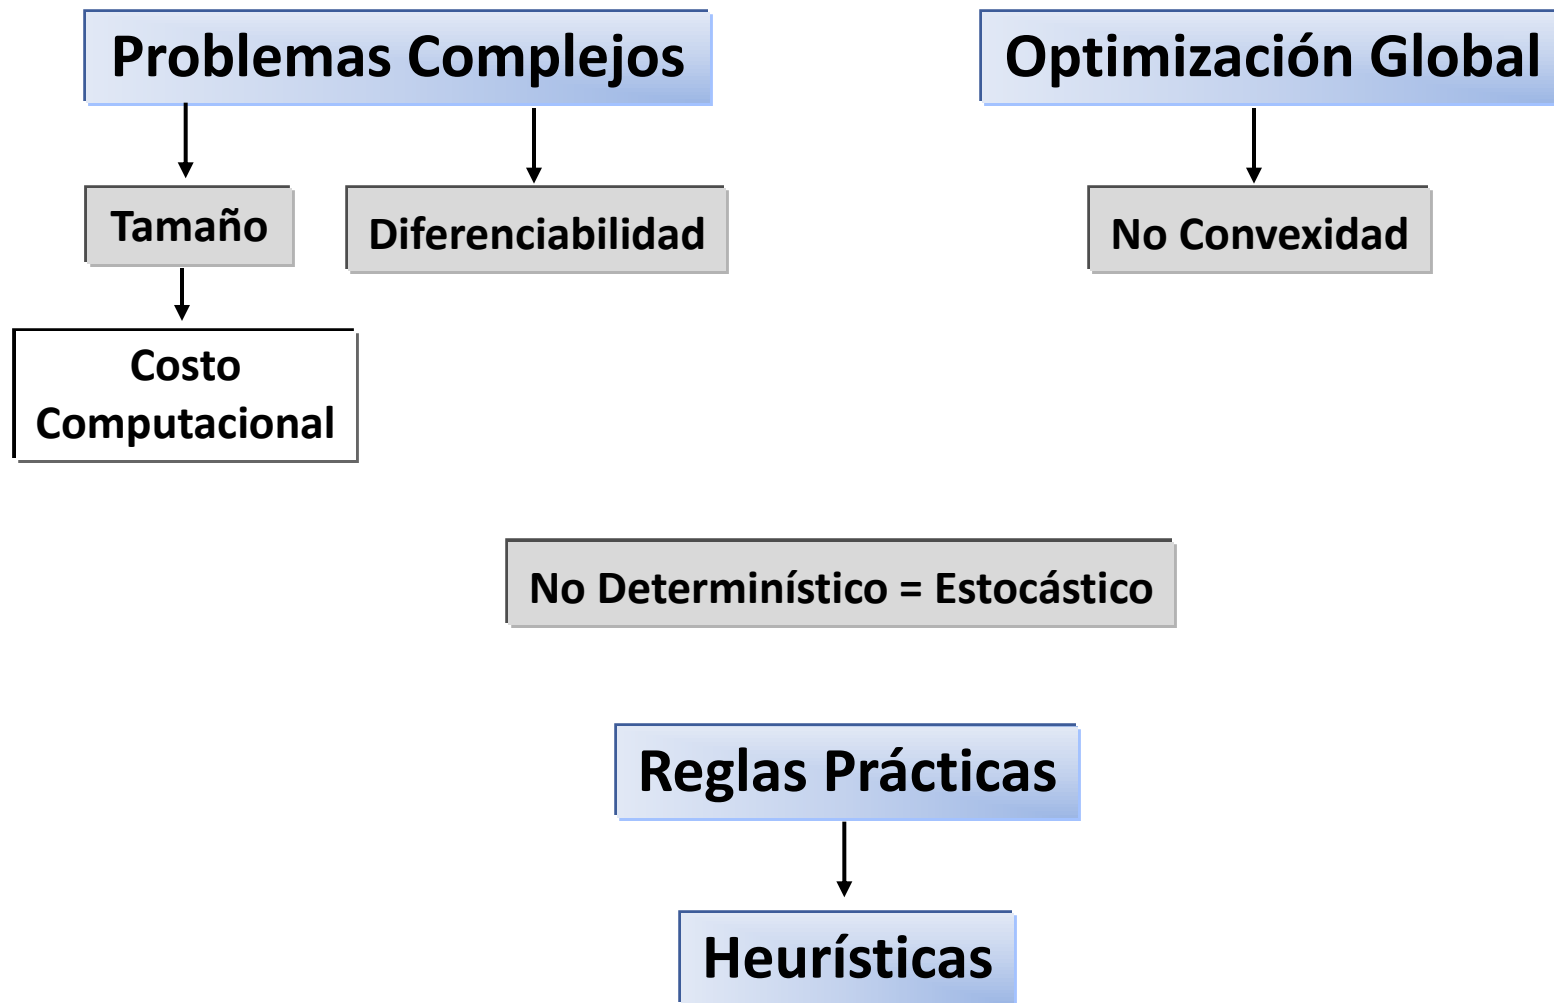 Problemas Complejos
Optimización Global
Tamaño
Diferenciabilidad
No Convexidad
Costo
Computacional
No Determinístico = Estocástico
Reglas Prácticas
Heurísticas